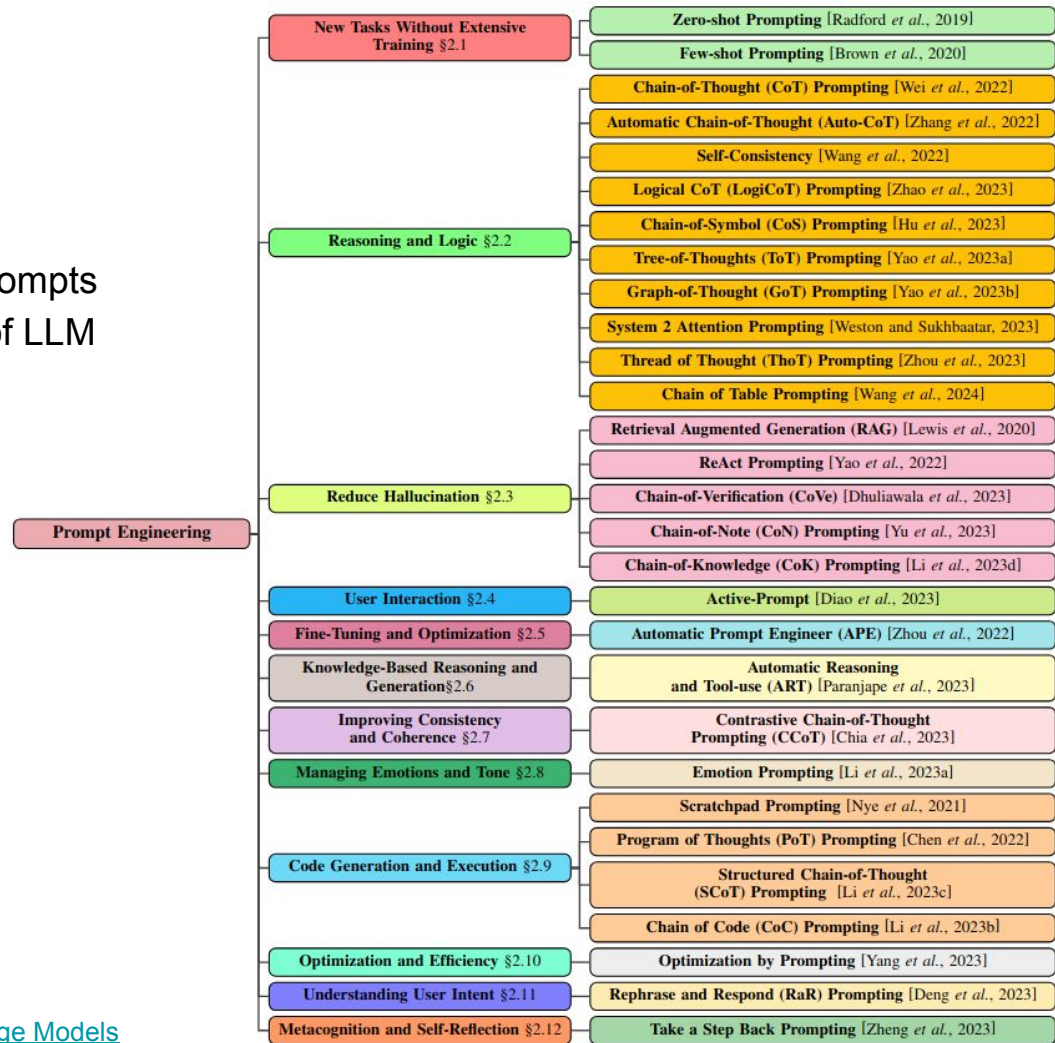 ompts
of LLM
Prompt Engineering
New Tasks Without Extensive
Training §2.1
Zero-shot Prompting [Radford et al., 2019]
Few-shot Prompting [Brown et al., 2020]
Reasoning and Logic §2.2
Chain-of-Thought (CoT) Prompting [Wei et al., 2022]
Automatic Chain-of-Thought (Auto-CoT) [Zhang et al., 2022]
Self-Consistency [Wang et al., 2022]
Logical CoT (LogiCoT) Prompting [Zhao et al., 2023]
Chain-of-Symbol (CoS) Prompting [Hu et al., 2023]
Tree-of-Thoughts (ToT) Prompting [Yao et al., 2023a]
Graph-of-Thought (GoT) Prompting [Yao et al., 2023b]
System 2 Attention Prompting [Weston and Sukhbaatar, 2023]
Thread of Thought (ThoT) Prompting [Zhou et al., 2023]
Chain of Table Prompting [Wang et al., 2024]
Reduce Hallucination §2.3
Retrieval Augmented Generation (RAG) [Lewis et al., 2020]
ReAct Prompting [Yao et al., 2022]
Chain-of-Verification (CoVe) [Dhuliawala et al., 2023]
Chain-of-Note (CoN) Prompting [Yu et al., 2023]
Chain-of-Knowledge (CoK) Prompting [Li et al., 2023d]
User Interaction §2.4
Active-Prompt [Diao et al., 2023]
Fine-Tuning and Optimization §2.5
Automatic Prompt Engineer (APE) [Zhou et al., 2022]
Knowledge-Based Reasoning and
Generation§2.6
Automatic Reasoning
and Tool-use (ART) [Paranjape et al., 2023]
Improving Consistency
and Coherence §2.7
Contrastive Chain-of-Thought
Prompting (CCoT) [Chia et al., 2023]
Managing Emotions and Tone §2.8
Emotion Prompting [Li et al., 2023a]
Code Generation and Execution §2.9
Scratchpad Prompting [Nye et al., 2021]
Program of Thoughts (PoT) Prompting [Chen et al., 2022]
Structured Chain-of-Thought
(SCoT) Prompting [Li et al., 2023c]
Chain of Code (CoC) Prompting [Li et al., 2023b]
Optimization and Efficiency §2.10
Optimization by Prompting [Yang et al., 2023]
Understanding User Intent §2.11
Rephrase and Respond (RaR) Prompting [Deng et al., 2023]
Metacognition and Self-Reflection §2.12
Take a Step Back Prompting [Zheng et al., 2023]
ge Models